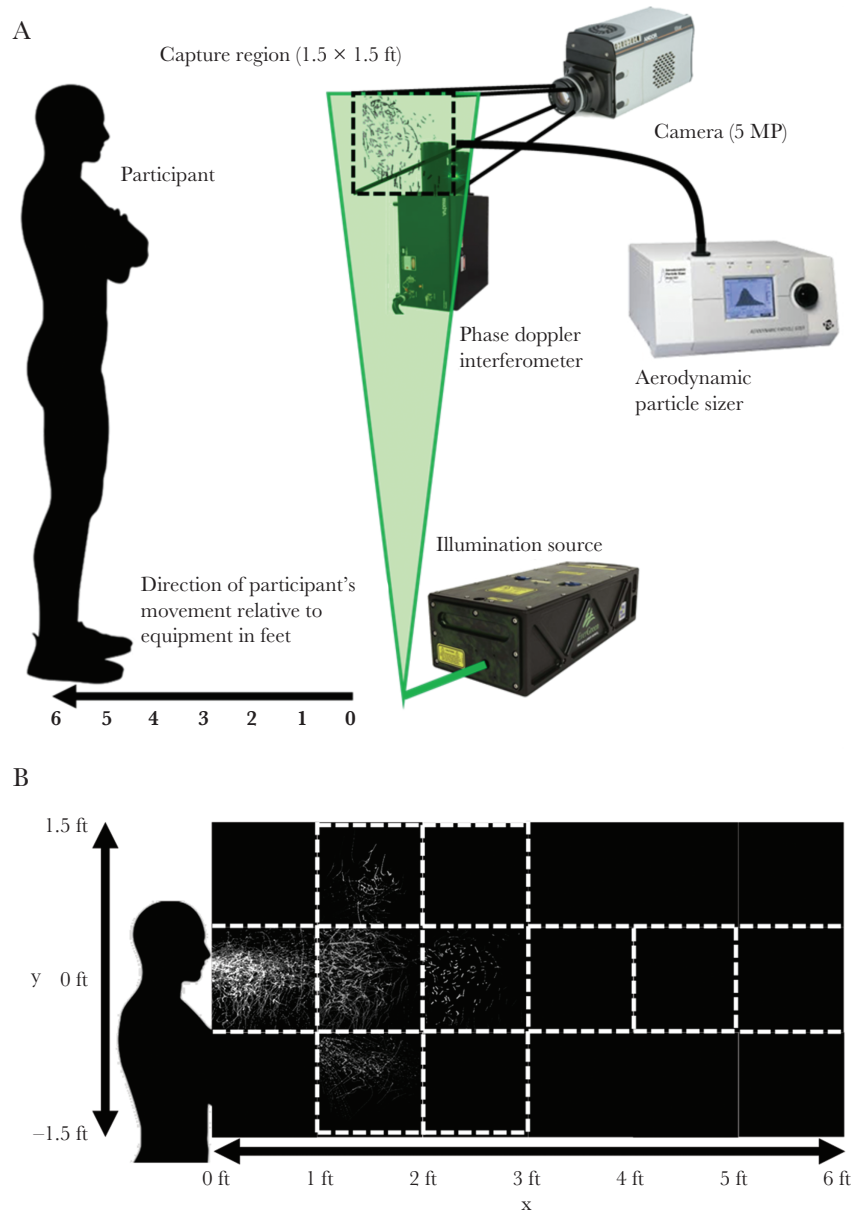 A
Capture region (1.5 × 1.5 ft)
Camera (5 MP)
Participant
Phase doppler
interferometer
Aerodynamic
particle sizer
Illumination source
Direction of participant's
movement relative to
equipment in feet
6 5 4 3 2 1 0
B
1.5 ft
y 0 ft
–1.5 ft
0 ft 1 ft 2 ft 3 ft 4 ft 5 ft 6 ft
x